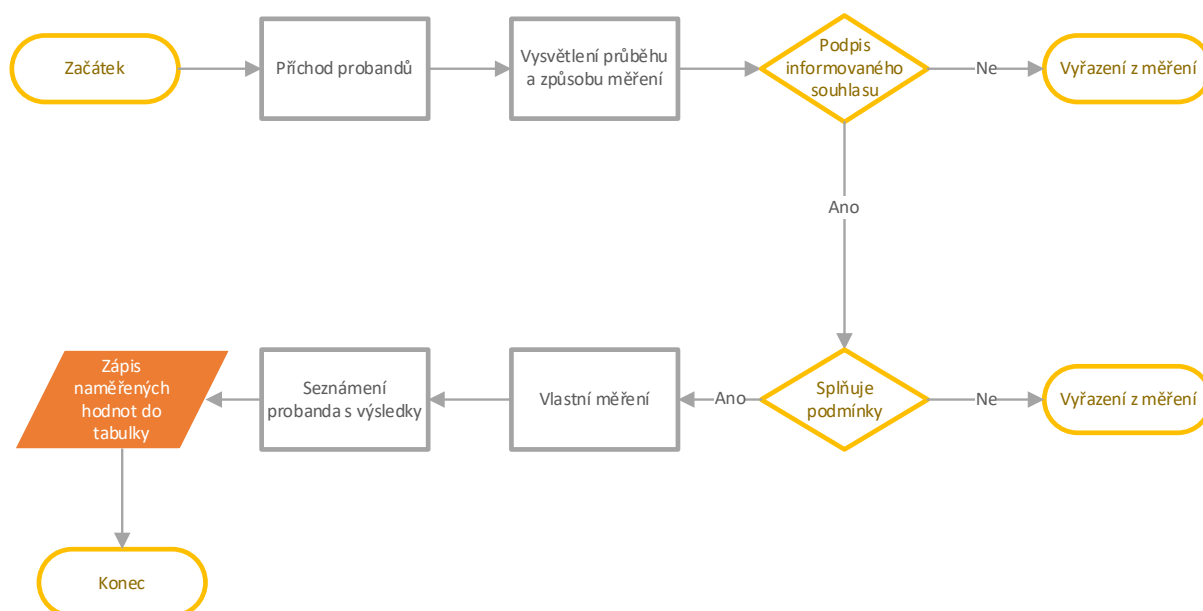 Začátek
Příchod probandů
Vysvětlení průběhu
a způsobu měření
Podpis
informovaného
souhlasu
Ne
Vyřazení z měření
Ano
Splňuje
podmínky
Ne
Vyřazení z měření
Ano
Vlastní měření
Seznámení
probanda s výsledky
Zápis
naměřených
hodnot do
tabulky
Konec